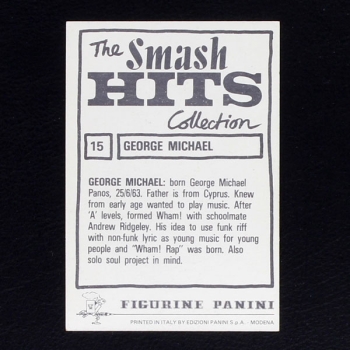 The Smash
HITS
Collection
15 GEORGE MICHAEL
GEORGE MICHAEL: born George Michael
Panos, 25/6/63. Father is from Cyprus. Knew
from early age wanted to play music. After
'A' levels, formed Wham! with schoolmate
Andrew Ridgeley. His idea to use funk riff
with non-funk lyric as young music for young
people and "Wham! Rap" was born. Also
solo soul project in mind.
FIGURINE PANINI
PRINTED IN ITALY BY EDIZIONI PANINI S.p.A. - MODENA